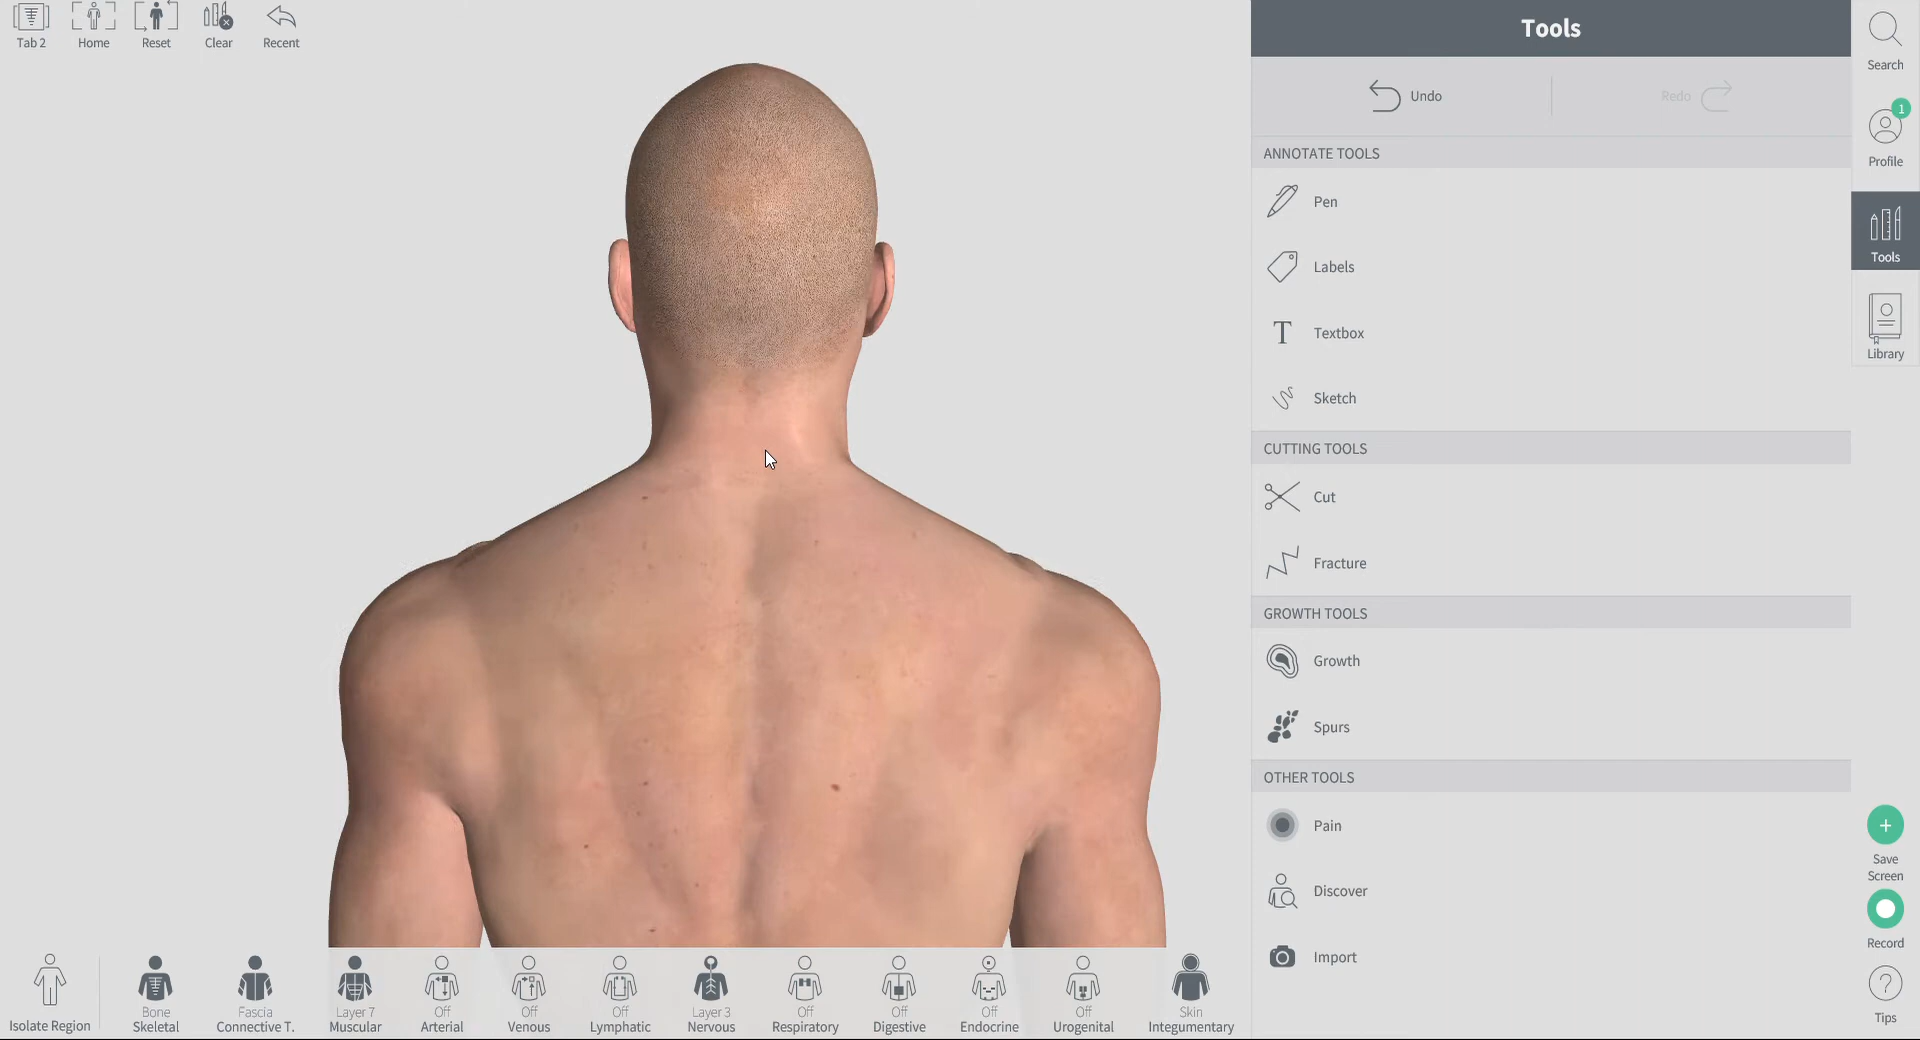 Tab 2
Home
Reset
Clear
Recent
Tools
Undo
Redo
ANNOTATE TOOLS
Pen
Labels
Textbox
Sketch
CUTTING TOOLS
Cut
Fracture
GROWTH TOOLS
Growth
Spurs
OTHER TOOLS
Pain
Discover
Import
Search
1
Profile
Tools
Library
Save
Screen
Record
?
Tips
Isolate Region
Bone
Skeletal
Fascia
Connective T.
Layer 7
Muscular
Off
Arterial
Off
Venous
Off
Lymphatic
Layer 3
Nervous
Off
Respiratory
Off
Digestive
Off
Endocrine
Off
Urogenital
Skin
Integumentary